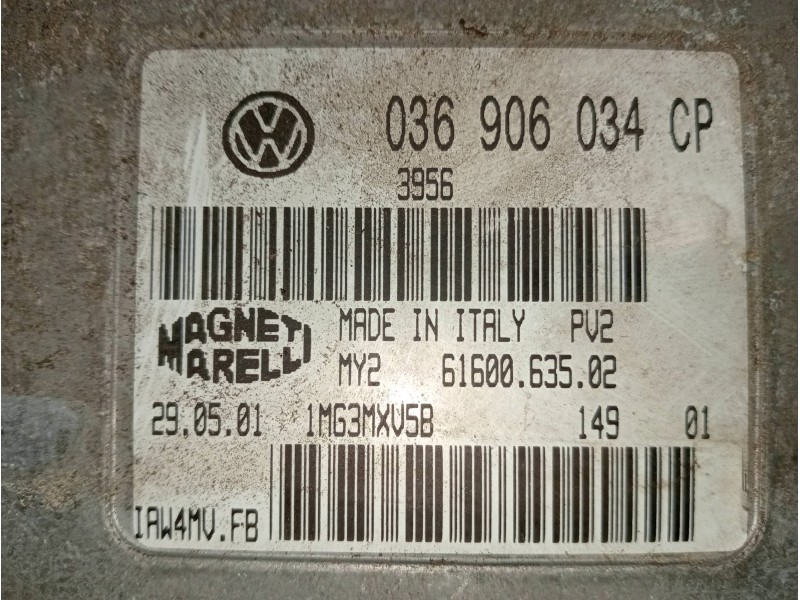 036 906 034 CP
3956
MAGNETI MARELLI
MADE IN ITALY PV2
MY2 61600.635.02
29.05.01 1MG3MXV5B 149 01
IAW4MV.FB